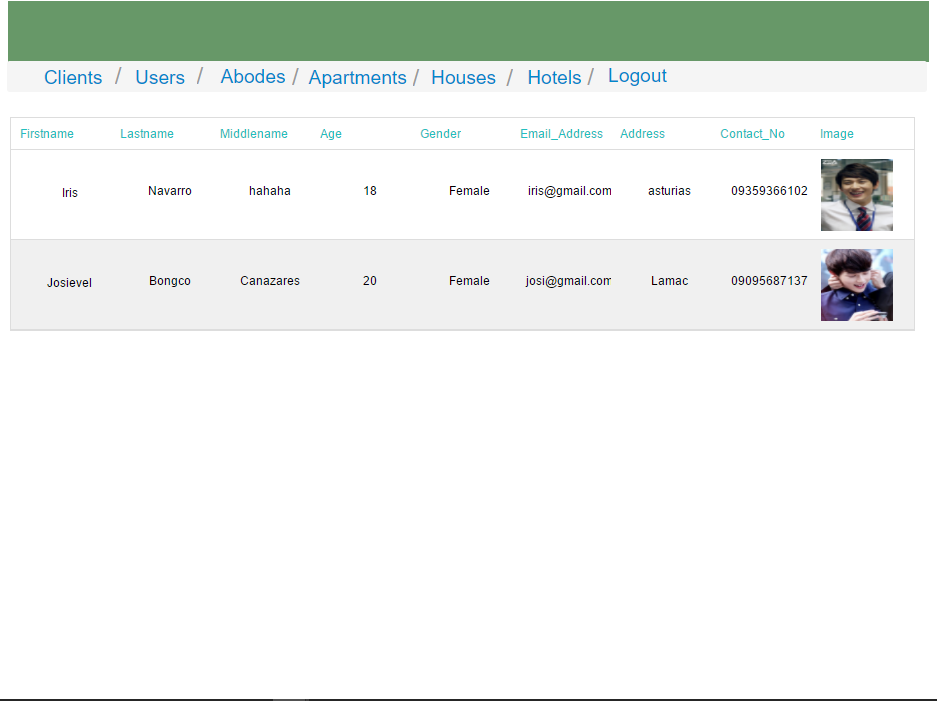 Clients / Users / Abodes / Apartments / Houses / Hotels / Logout
Firstname Lastname Middlename Age Gender Email_Address Address Contact_No Image
Iris Navarro hahaha 18 Female iris@gmail.com asturias 09359366102
Josievel Bongco Canazares 20 Female josi@gmail.com Lamac 09095687137